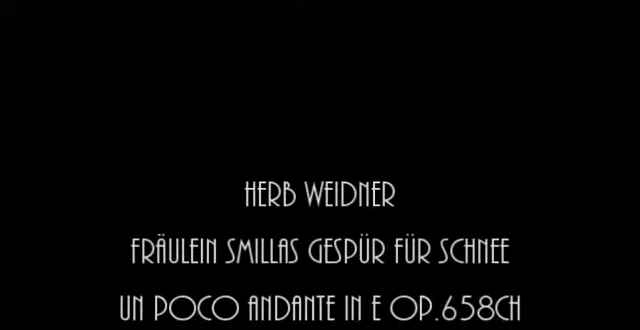 HERB WEIDNER
FRÄULEIN SMILLAS GESPÜR FÜR SCHNEE
UN POCO ANDANTE IN E OP.658CH